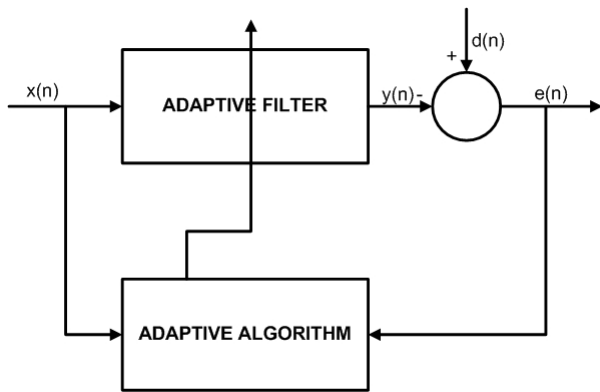 d(n)
+
x(n)
ADAPTIVE FILTER
y(n)
-
e(n)
ADAPTIVE ALGORITHM